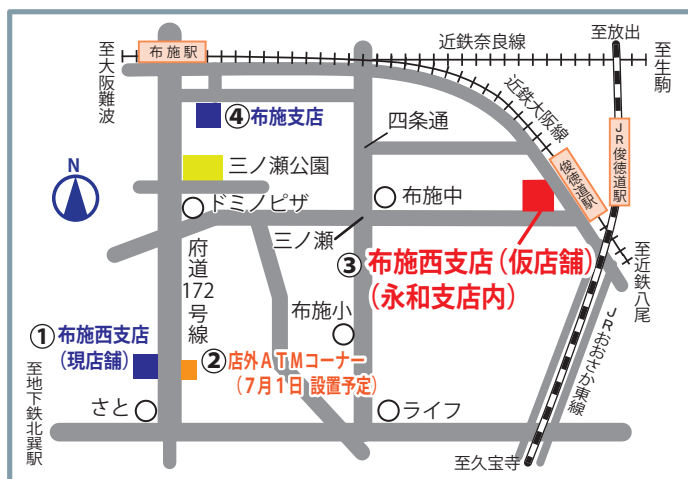 至放出
近鉄奈良線
布施駅
至大阪難波
至生駒
近鉄大阪線
④布施支店
四条通
JR俊徳道駅
N
三ノ瀬公園
俊徳道駅
ドミノピザ
布施中
三ノ瀬
③布施西支店(仮店舗)
(永和支店内)
府道172号線
至近鉄八尾
布施小
①布施西支店
(現店舗)
②店外ATMコーナー
(7月1日 設置予定)
JRおおさか東線
至地下鉄北巽駅
さと
ライフ
至久宝寺